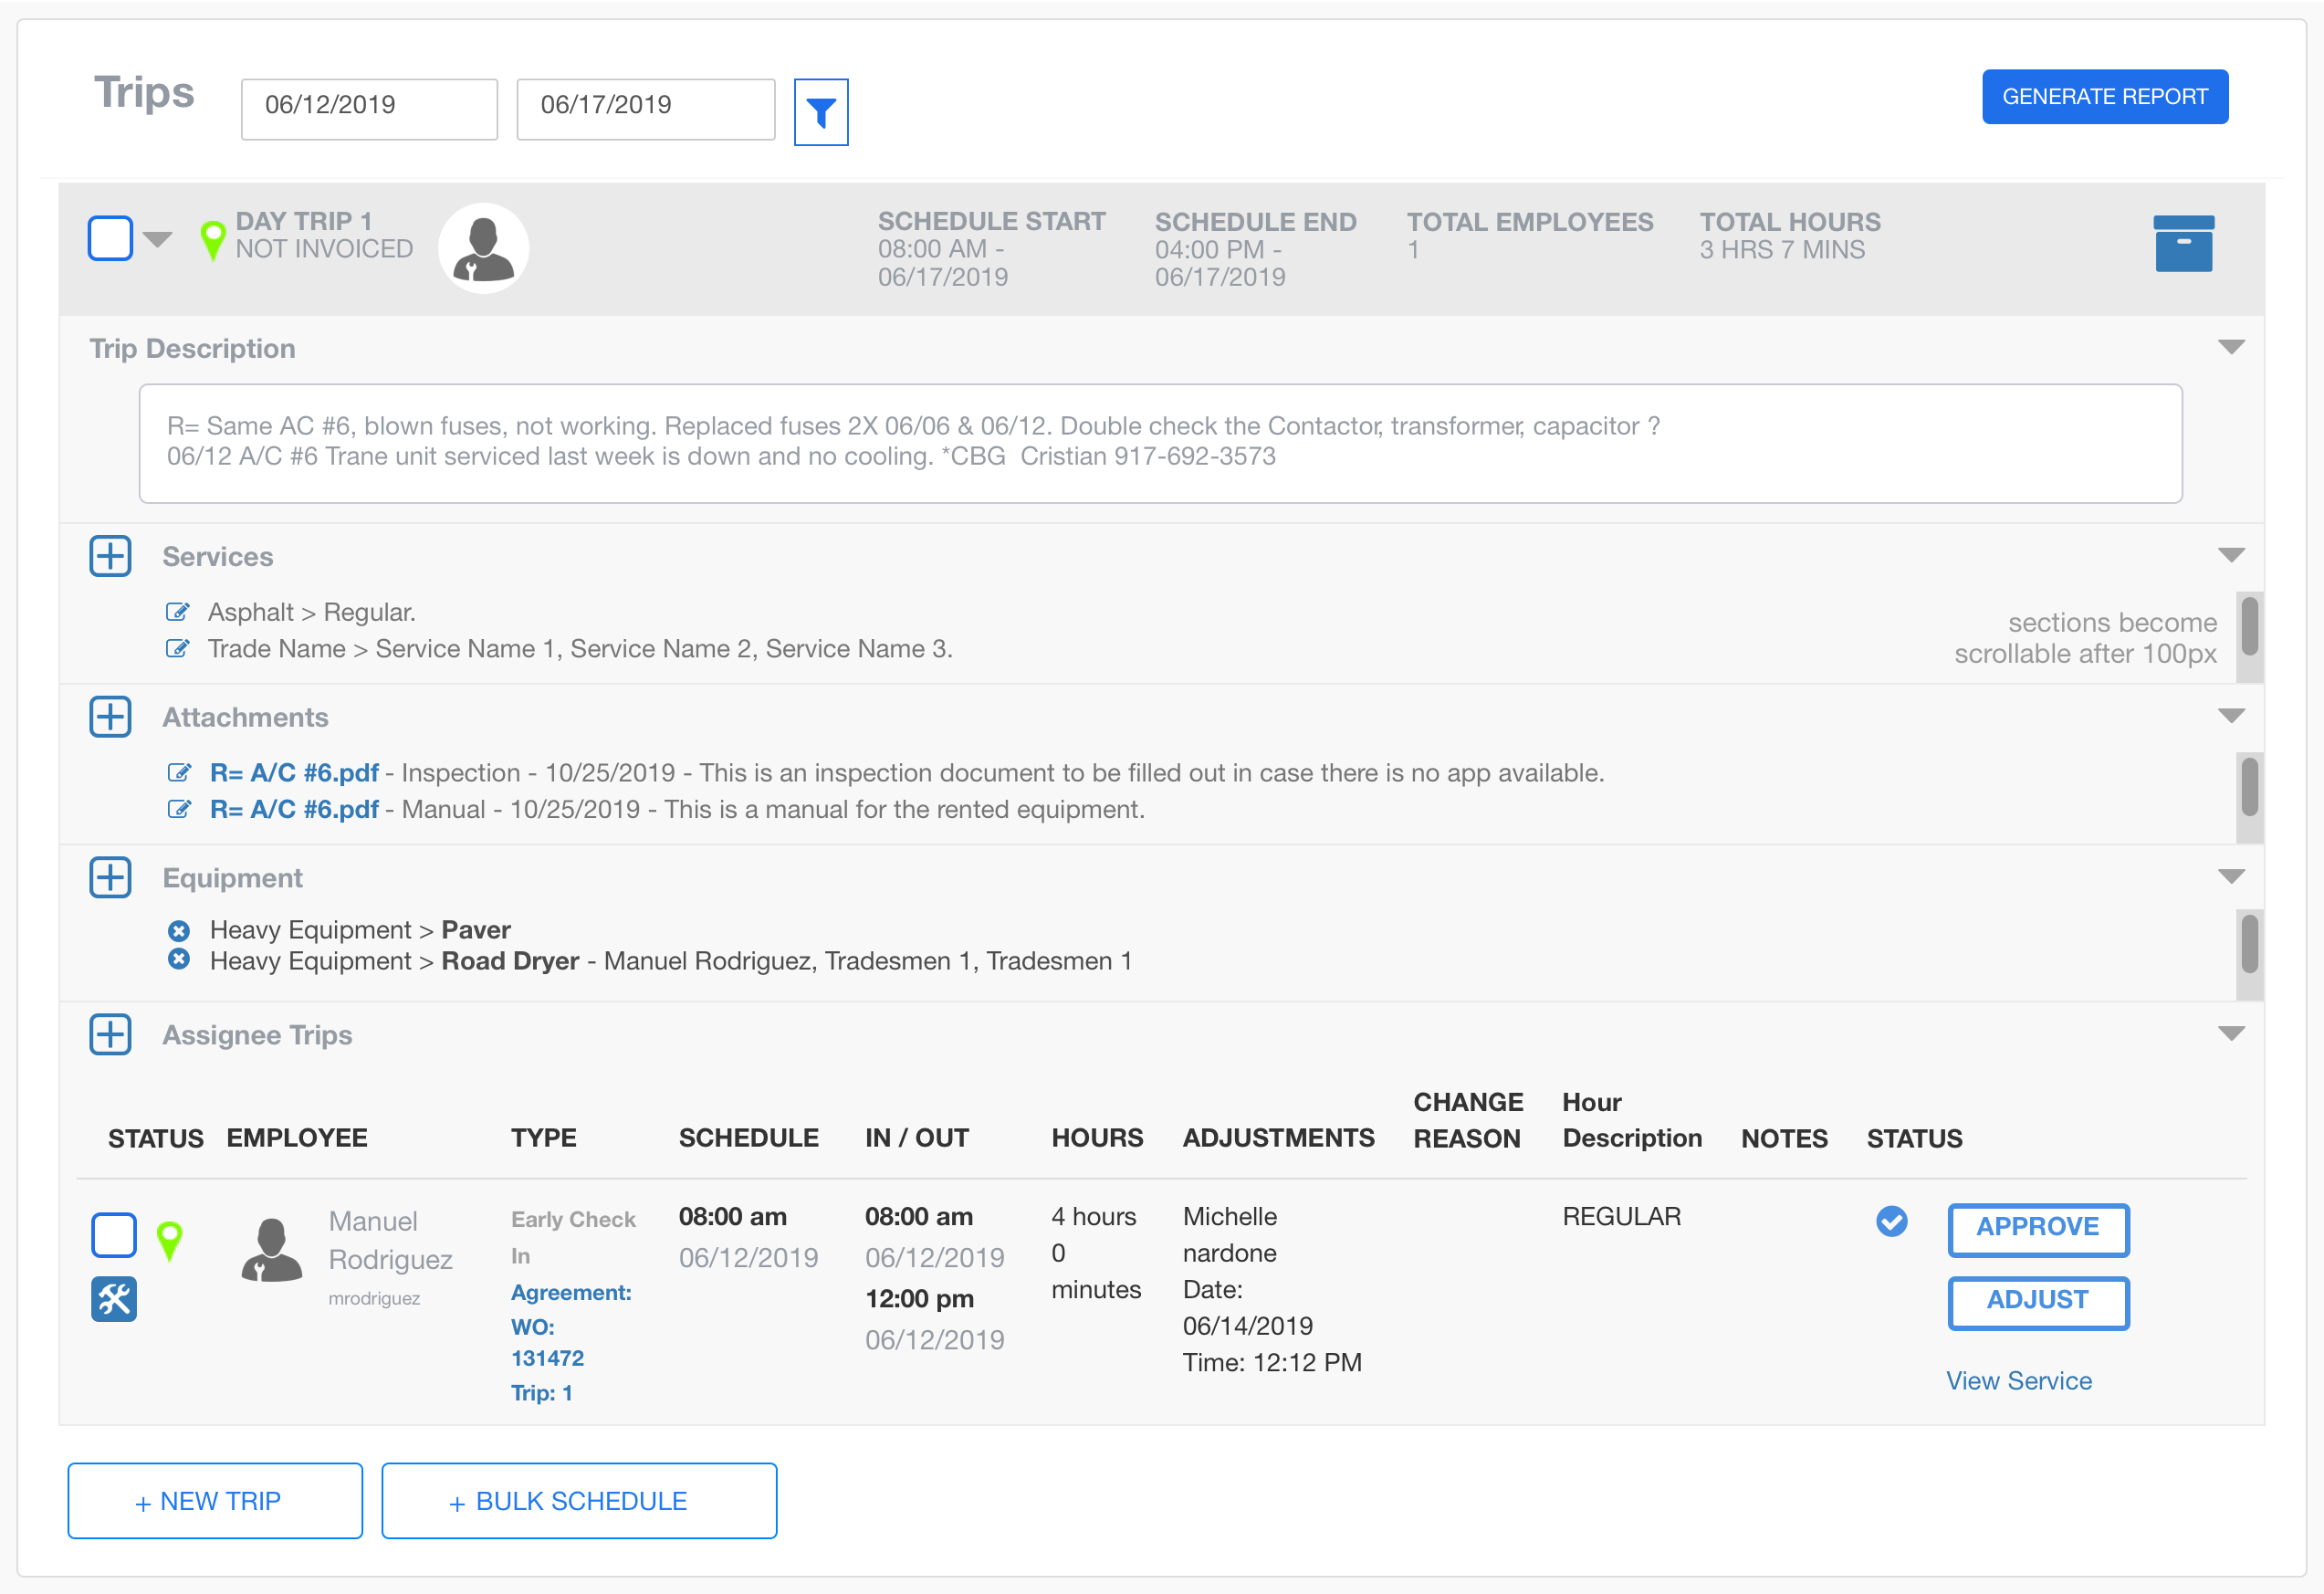 Trips
06/12/2019
06/17/2019
GENERATE REPORT
DAY TRIP 1
NOT INVOICED
SCHEDULE START
08:00 AM -
06/17/2019
SCHEDULE END
04:00 PM -
06/17/2019
TOTAL EMPLOYEES
1
TOTAL HOURS
3 HRS 7 MINS
Trip Description
R= Same AC #6, blown fuses, not working. Replaced fuses 2X 06/06 & 06/12. Double check the Contactor, transformer, capacitor ?
06/12 A/C #6 Trane unit serviced last week is down and no cooling. *CBG  Cristian 917-692-3573
Services
Asphalt > Regular.
Trade Name > Service Name 1, Service Name 2, Service Name 3.
sections become
scrollable after 100px
Attachments
R= A/C #6.pdf - Inspection - 10/25/2019 - This is an inspection document to be filled out in case there is no app available.
R= A/C #6.pdf - Manual - 10/25/2019 - This is a manual for the rented equipment.
Equipment
Heavy Equipment > Paver
Heavy Equipment > Road Dryer - Manuel Rodriguez, Tradesmen 1, Tradesmen 1
Assignee Trips
STATUS
EMPLOYEE
TYPE
SCHEDULE
IN / OUT
HOURS
ADJUSTMENTS
CHANGE
REASON
Hour
Description
NOTES
STATUS
Manuel
Rodriguez
mrodriguez
Early Check
In
Agreement:
WO:
131472
Trip: 1
08:00 am
06/12/2019
08:00 am
06/12/2019
12:00 pm
06/12/2019
4 hours
0
minutes
Michelle
nardone
Date:
06/14/2019
Time: 12:12 PM
REGULAR
APPROVE
ADJUST
View Service
+ NEW TRIP
+ BULK SCHEDULE